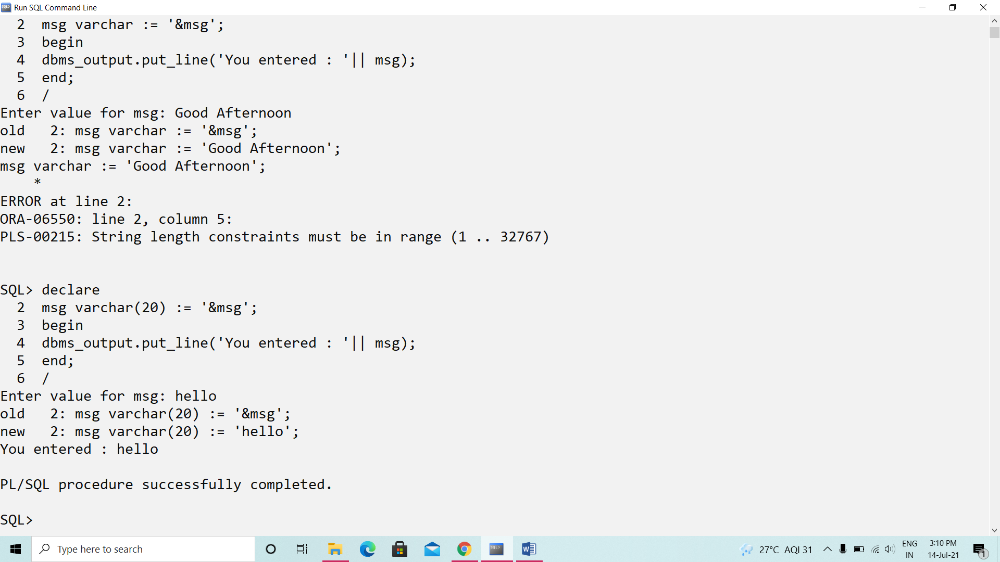 Run SQL Command Line
  2  msg varchar := '&msg';
  3  begin
  4  dbms_output.put_line('You entered : '|| msg);
  5  end;
  6  /
Enter value for msg: Good Afternoon
old   2: msg varchar := '&msg';
new   2: msg varchar := 'Good Afternoon';
msg varchar := 'Good Afternoon';
    *
ERROR at line 2:
ORA-06550: line 2, column 5:
PLS-00215: String length constraints must be in range (1 .. 32767)
SQL> declare
  2  msg varchar(20) := '&msg';
  3  begin
  4  dbms_output.put_line('You entered : '|| msg);
  5  end;
  6  /
Enter value for msg: hello
old   2: msg varchar(20) := '&msg';
new   2: msg varchar(20) := 'hello';
You entered : hello
PL/SQL procedure successfully completed.
SQL>
Type here to search
27°C AQI 31
ENG
IN
3:10 PM
14-Jul-21
1